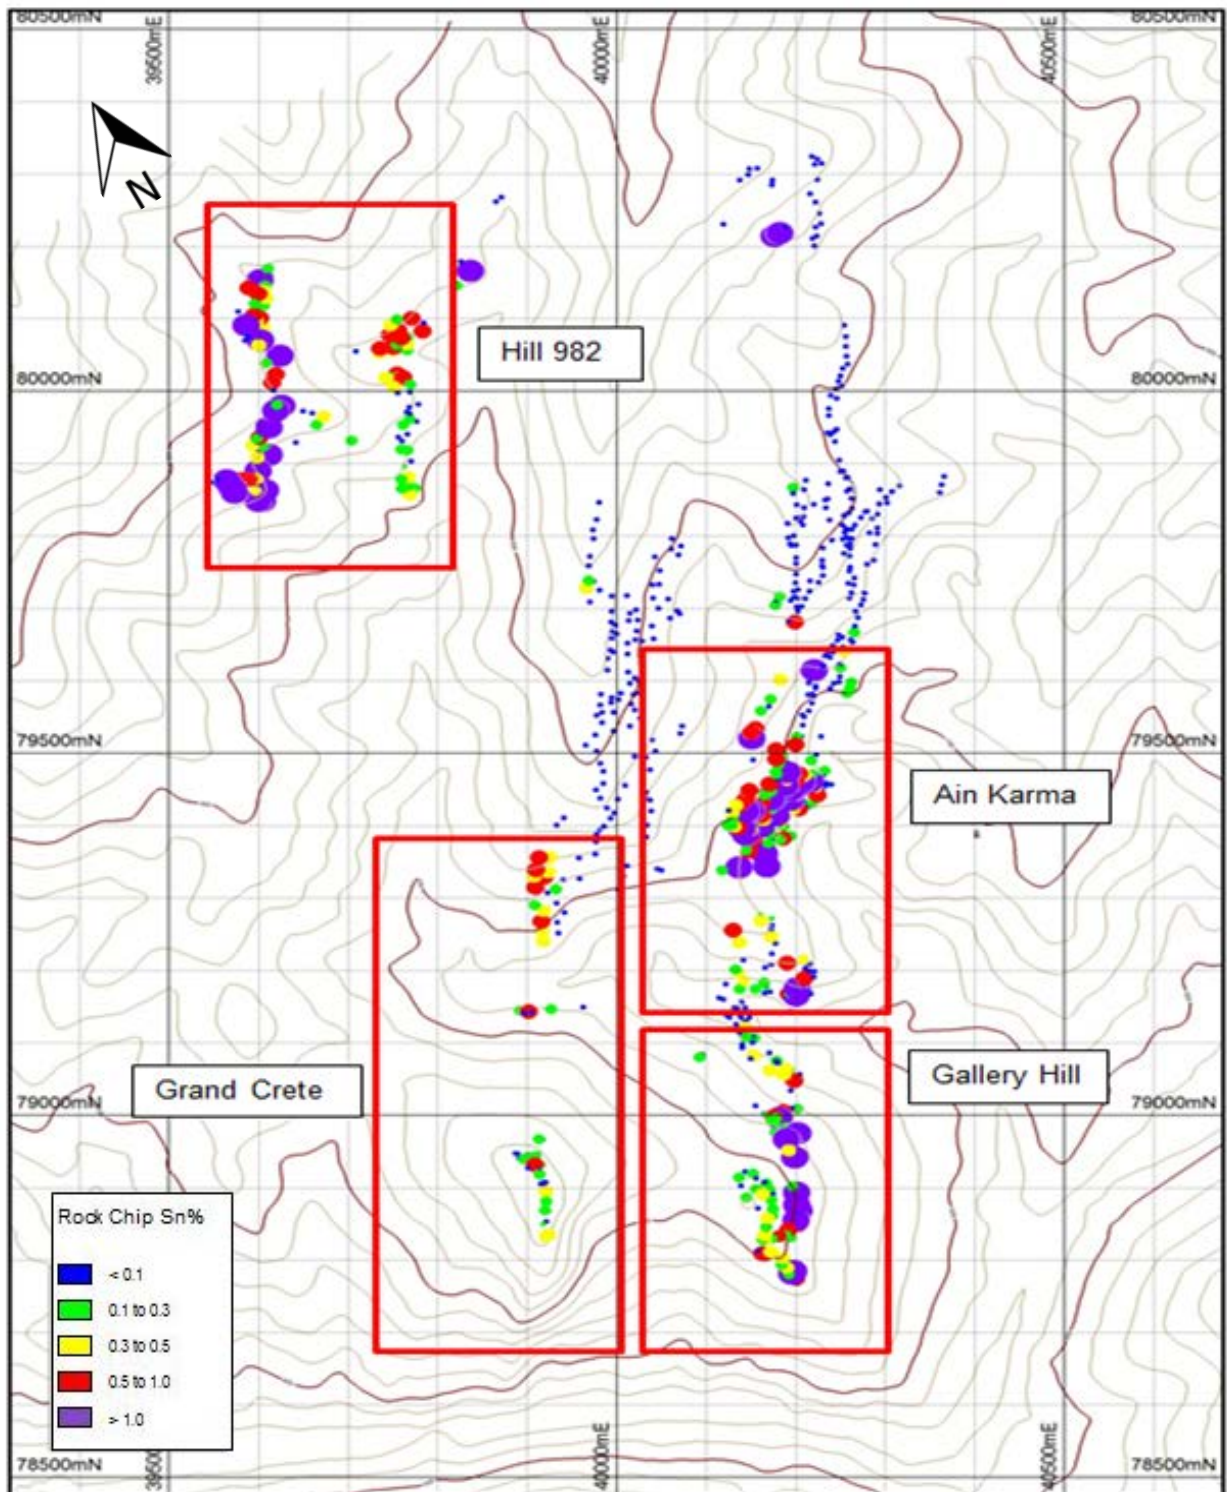 80500mN
80500mN
39500mE
40000mE
40500mE
N
Hill 982
80000mN
80000mN
79500mN
79500mN
Ain Karma
Gallery Hill
Grand Crete
79000mN
79000mN
Rock Chip Sn%
< 0.1
0.1 to 0.3
0.3 to 0.5
0.5 to 1.0
> 1.0
78500mN
78500mN
40000mE
40500mE